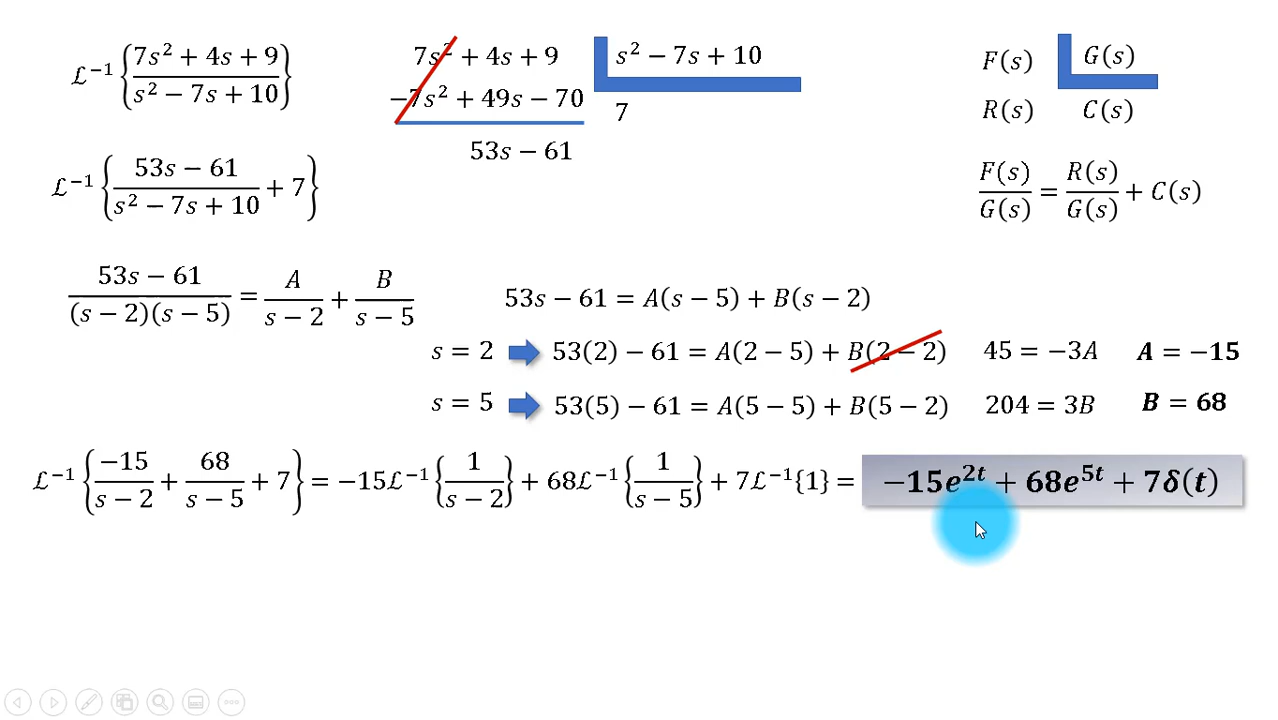 ℒ⁻¹{(7s² + 4s + 9)/(s² − 7s + 10)}
7s² + 4s + 9
s² − 7s + 10
−7s² + 49s − 70
7
53s − 61
F(s) G(s)
R(s) C(s)
ℒ⁻¹{(53s − 61)/(s² − 7s + 10) + 7}
F(s)/G(s) = R(s)/G(s) + C(s)
(53s − 61)/((s − 2)(s − 5)) = A/(s − 2) + B/(s − 5)
53s − 61 = A(s − 5) + B(s − 2)
s = 2 53(2) − 61 = A(2 − 5) + B(2 − 2) 45 = −3A A = −15
s = 5 53(5) − 61 = A(5 − 5) + B(5 − 2) 204 = 3B B = 68
ℒ⁻¹{−15/(s − 2) + 68/(s − 5) + 7} = −15ℒ⁻¹{1/(s − 2)} + 68ℒ⁻¹{1/(s − 5)} + 7ℒ⁻¹{1} = −15e²ᵗ + 68e⁵ᵗ + 7δ(t)